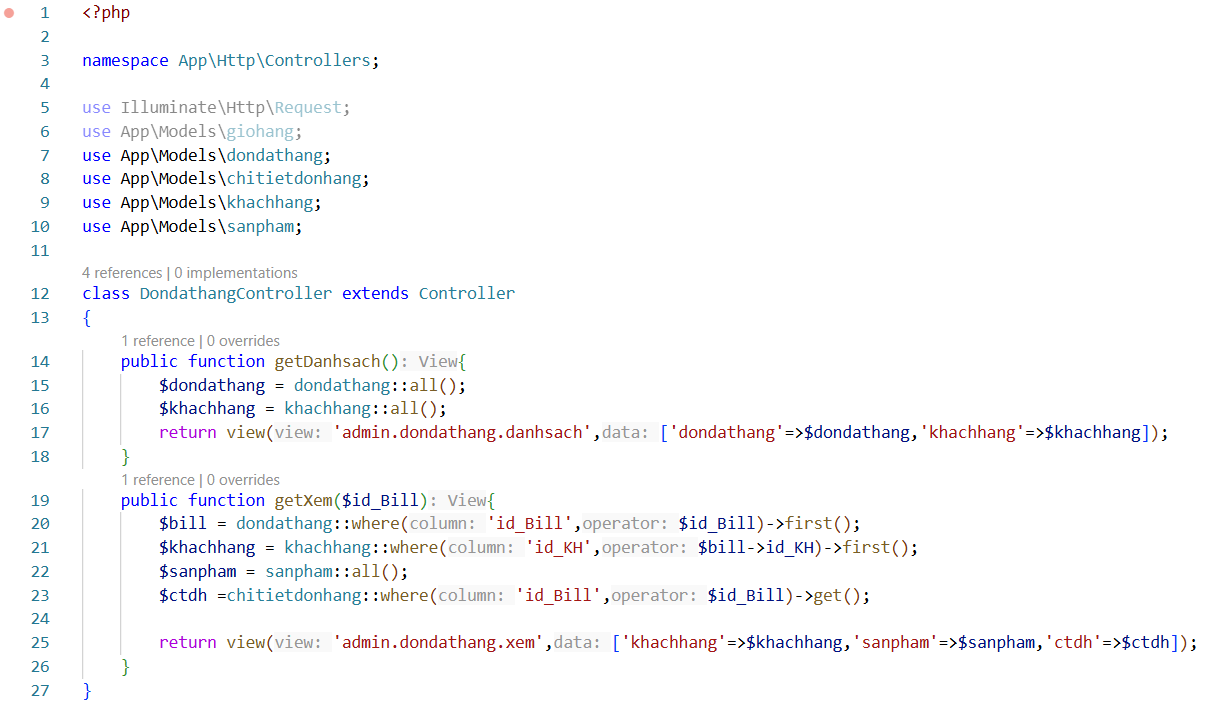 1 <?php
2
3 namespace App\Http\Controllers;
4
5 use Illuminate\Http\Request;
6 use App\Models\giohang;
7 use App\Models\dondathang;
8 use App\Models\chitietdonhang;
9 use App\Models\khachhang;
10 use App\Models\sanpham;
11
4 references | 0 implementations
12 class DondathangController extends Controller
13 {
1 reference | 0 overrides
14 public function getDanhsach(): View{
15 $dondathang = dondathang::all();
16 $khachhang = khachhang::all();
17 return view(view: 'admin.dondathang.danhsach',data: ['dondathang'=>$dondathang,'khachhang'=>$khachhang]);
18 }
1 reference | 0 overrides
19 public function getXem($id_Bill): View{
20 $bill = dondathang::where(column: 'id_Bill',operator: $id_Bill)->first();
21 $khachhang = khachhang::where(column: 'id_KH',operator: $bill->id_KH)->first();
22 $sanpham = sanpham::all();
23 $ctdh =chitietdonhang::where(column: 'id_Bill',operator: $id_Bill)->get();
24
25 return view(view: 'admin.dondathang.xem',data: ['khachhang'=>$khachhang,'sanpham'=>$sanpham,'ctdh'=>$ctdh]);
26 }
27 }